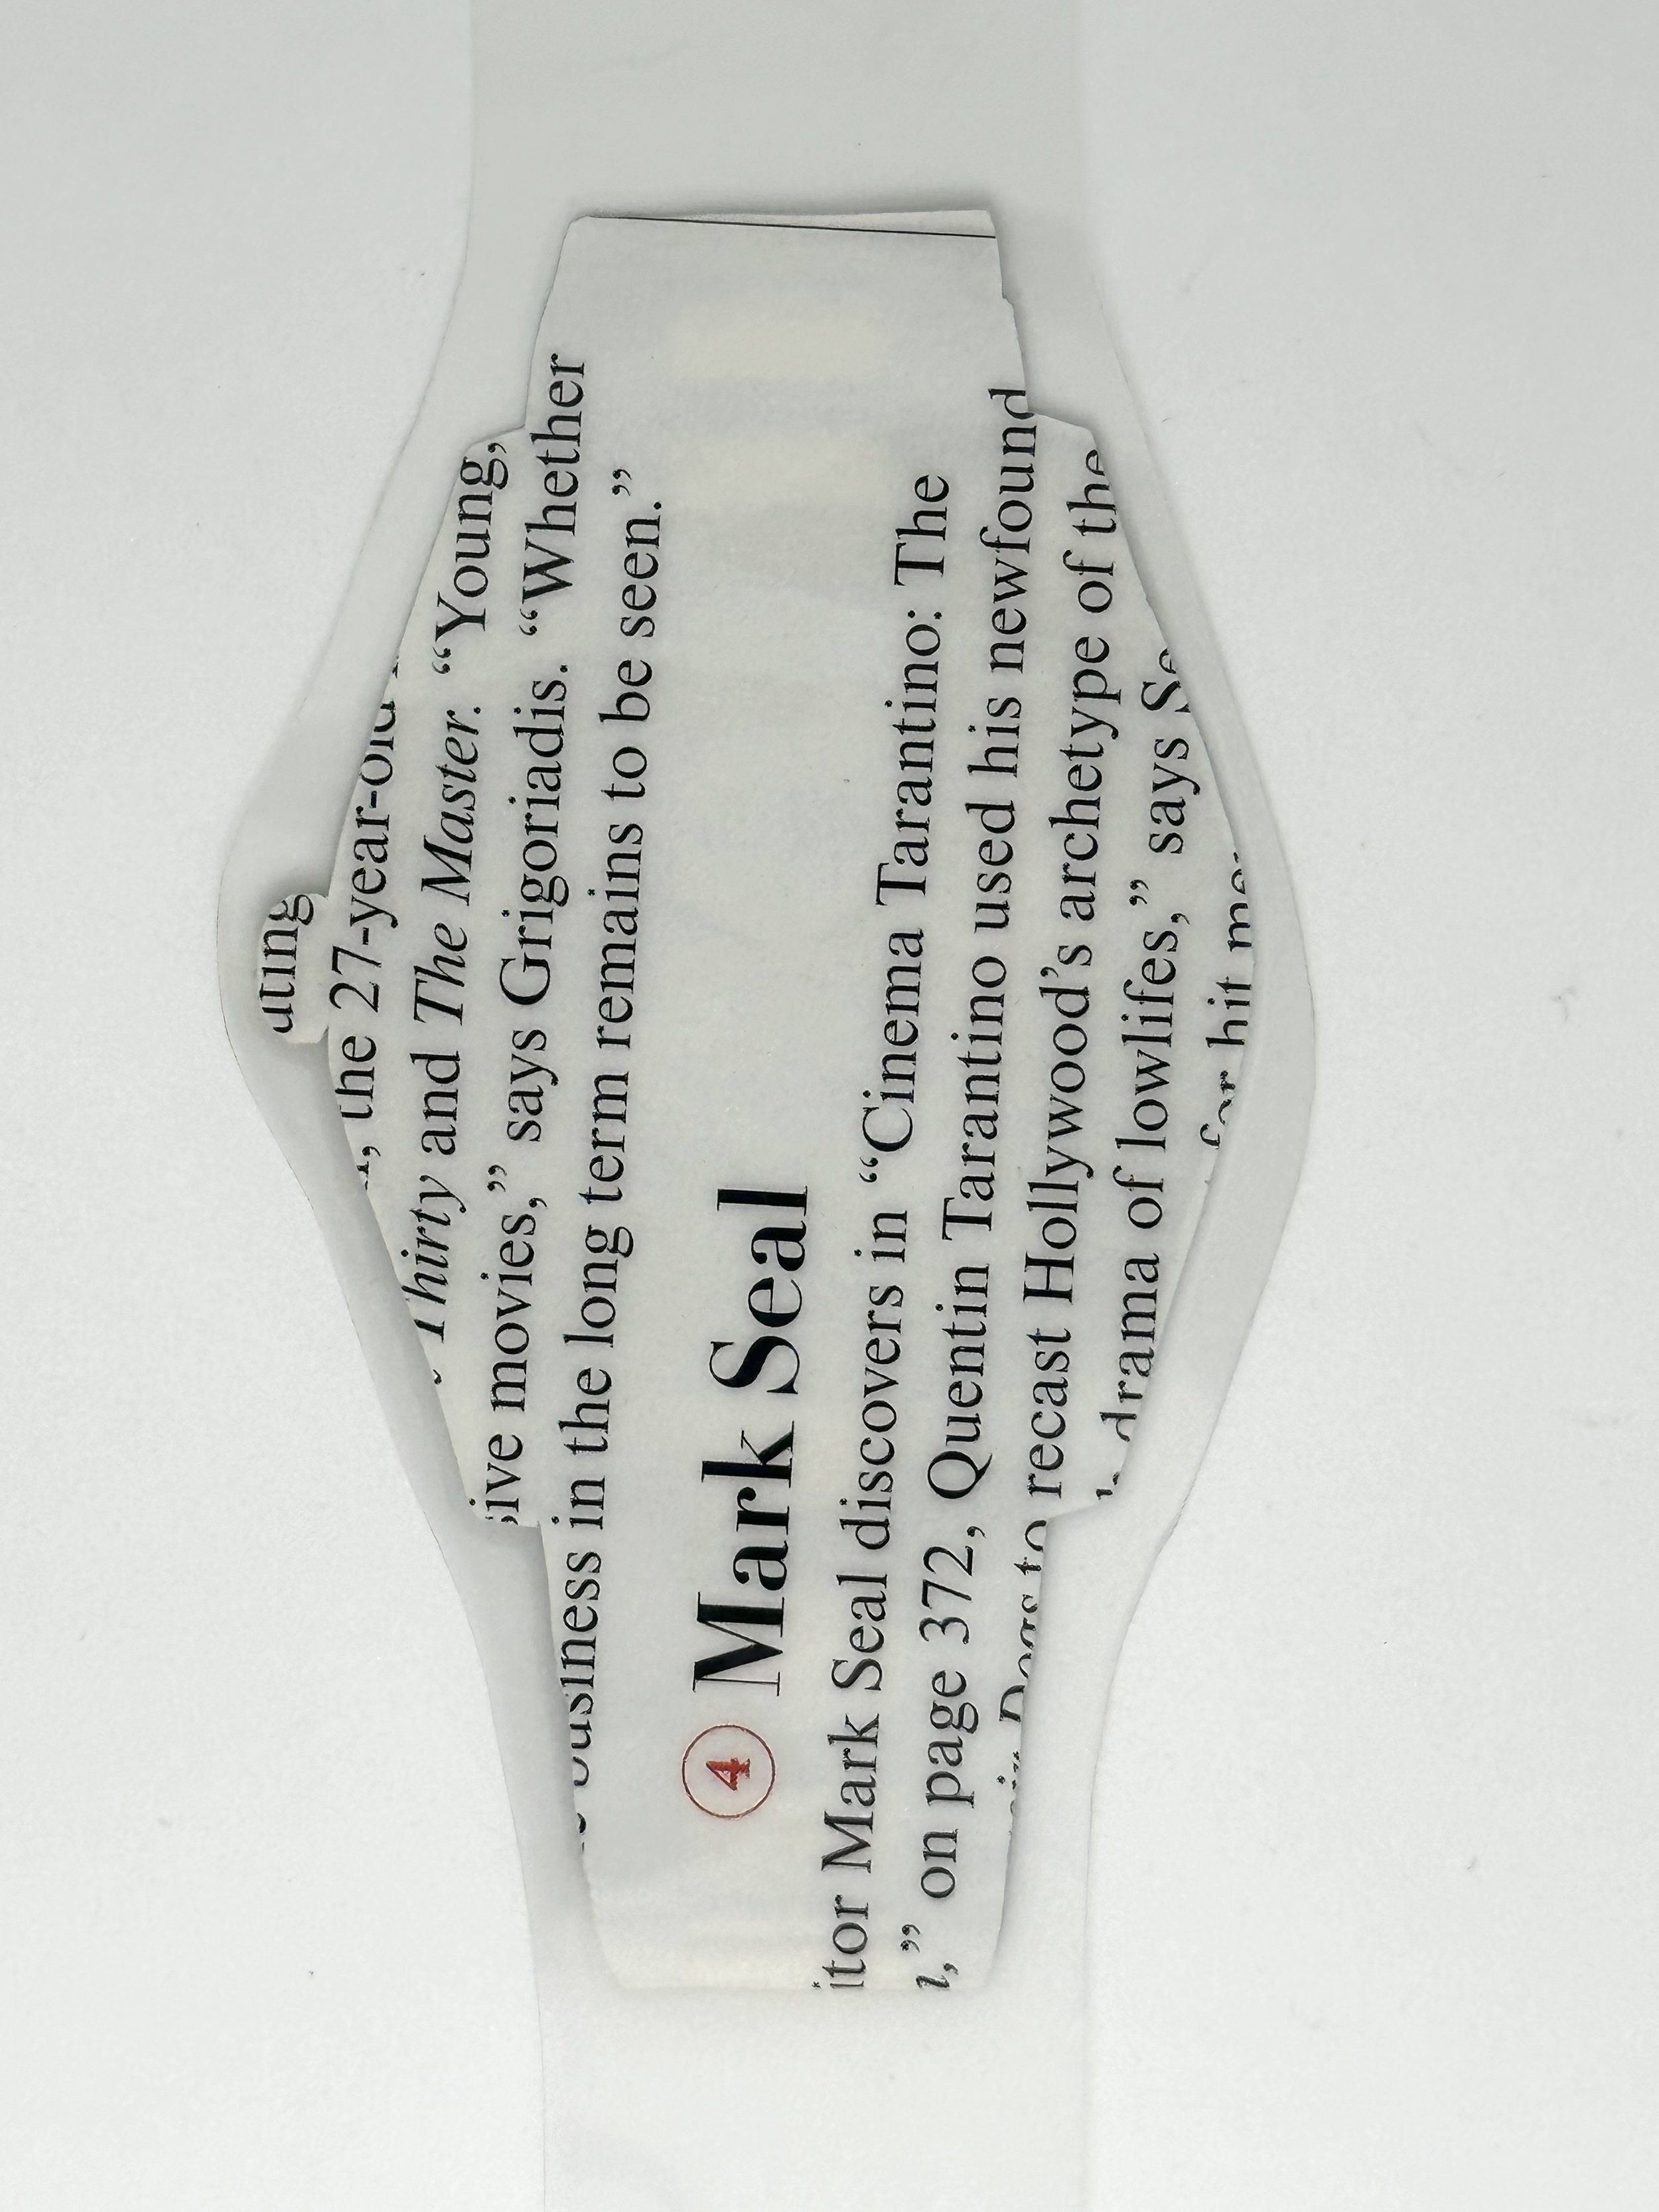 the 27-year-old
Thirty and The Master. “Young,
movies,” says Grigoriadis. “Whether
business in the long term remains to be seen.”
4 Mark Seal
itor Mark Seal discovers in “Cinema Tarantino: The
,” on page 372, Quentin Tarantino used his newfound
Dogs to recast Hollywood’s archetype of the
drama of lowlifes,” says
for hit